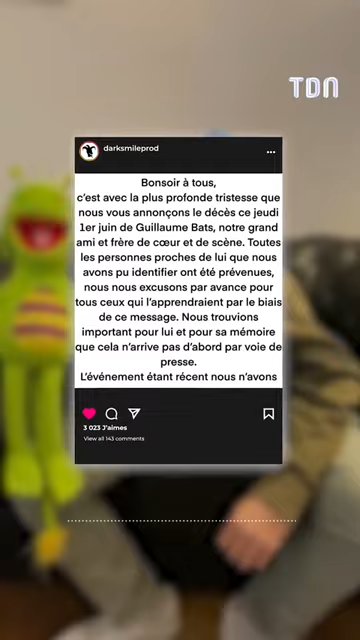 TDN
darksmileprod
Bonsoir à tous,
c'est avec la plus profonde tristesse que
nous vous annonçons le décès ce jeudi
1er juin de Guillaume Bats, notre grand
ami et frère de cœur et de scène. Toutes
les personnes proches de lui que nous
avons pu identifier ont été prévenues,
nous nous excusons par avance pour
tous ceux qui l'apprendraient par le biais
de ce message. Nous trouvions
important pour lui et pour sa mémoire
que cela n'arrive pas d'abord par voie de
presse.
L'événement étant récent nous n'avons
3 023 J'aimes
View all 143 comments